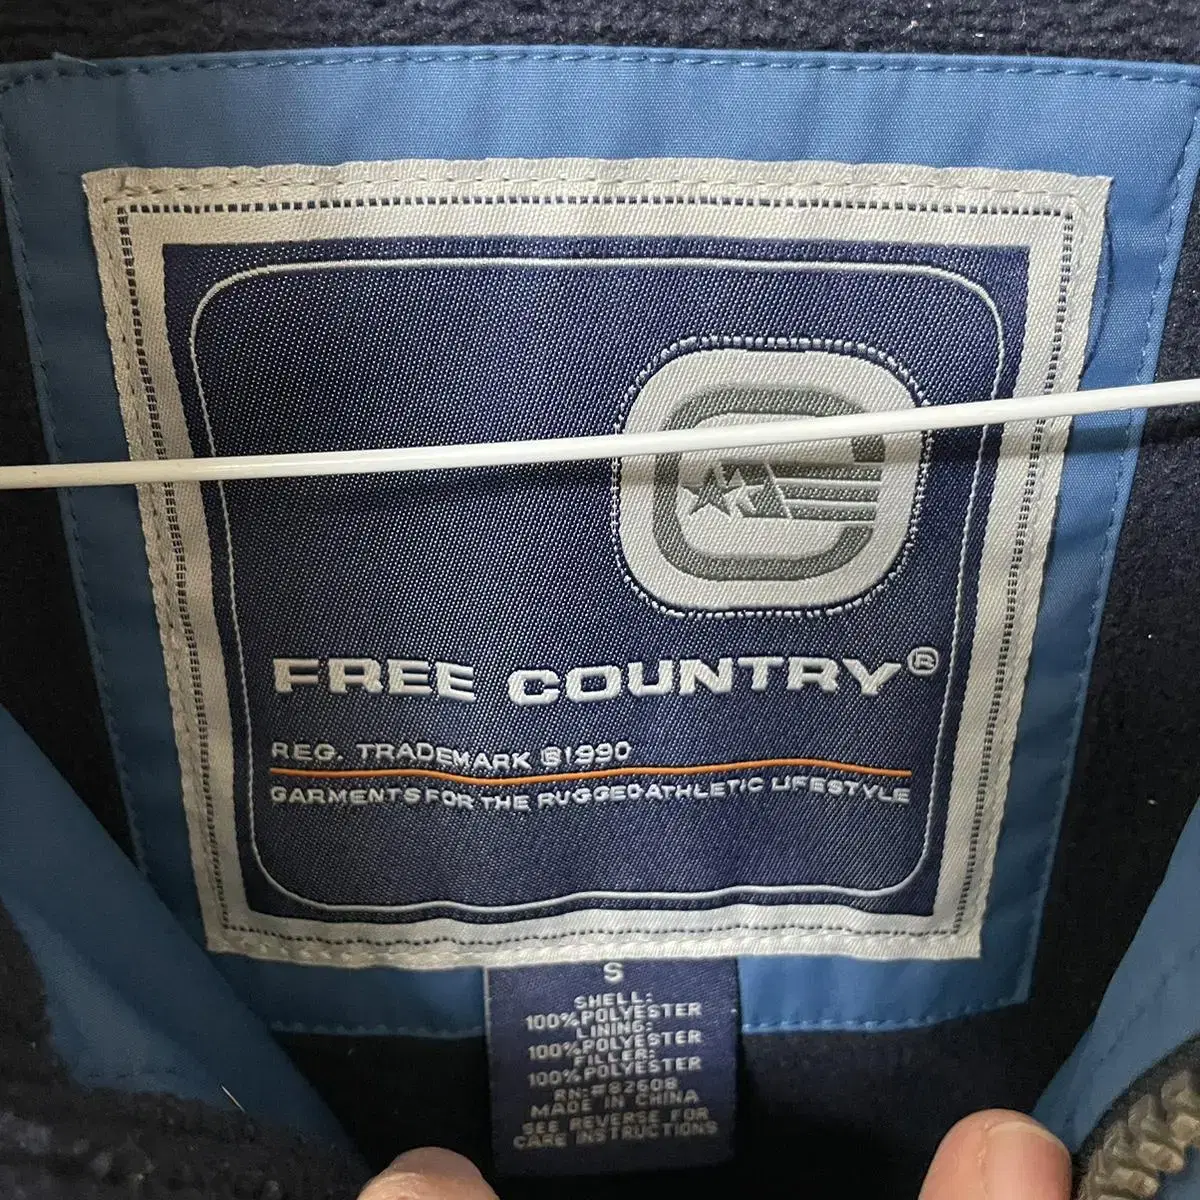 FREE COUNTRY®
REG. TRADEMARK ©1990
GARMENTS FOR THE RUGGED ATHLETIC LIFESTYLE
S
SHELL:
100% POLYESTER
LINING:
100% POLYESTER
FILLER:
100% POLYESTER
RN:#82608
MADE IN CHINA
SEE REVERSE FOR
CARE INSTRUCTIONS